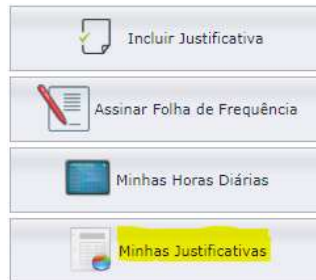 Incluir Justificativa
Assinar Folha de Frequência
Minhas Horas Diárias
Minhas Justificativas